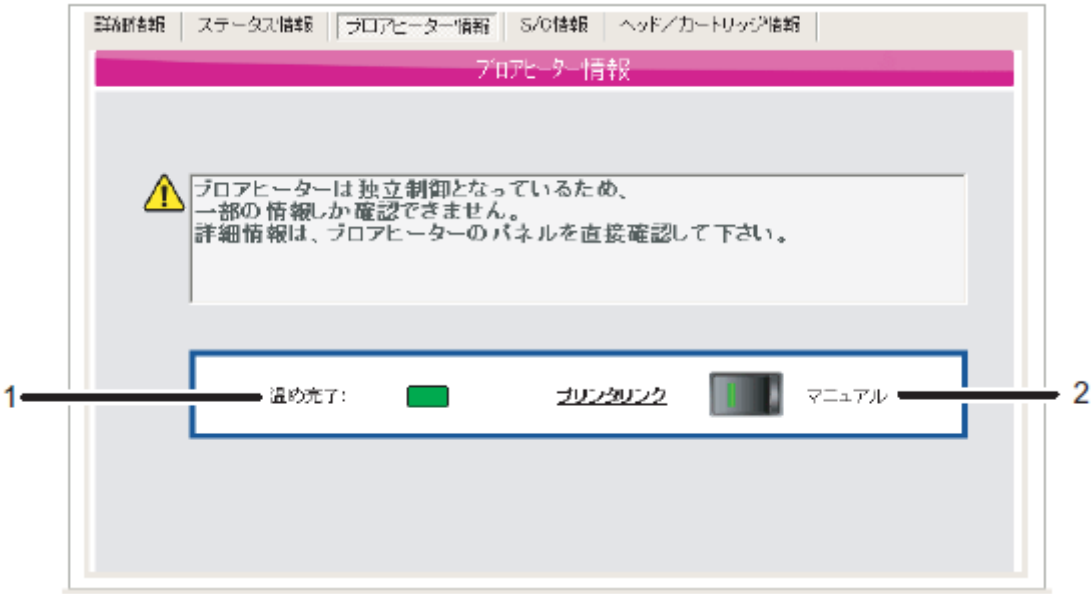 詳細情報 ステータス情報 ブロアヒーター情報 S/C情報 ヘッド/カートリッジ情報
ブロアヒーター情報
ブロアヒーターは独立制御となっているため、
一部の情報しか確認できません。
詳細情報は、ブロアヒーターのパネルを直接確認して下さい。
1 温め完了: プリンタリンク マニュアル 2